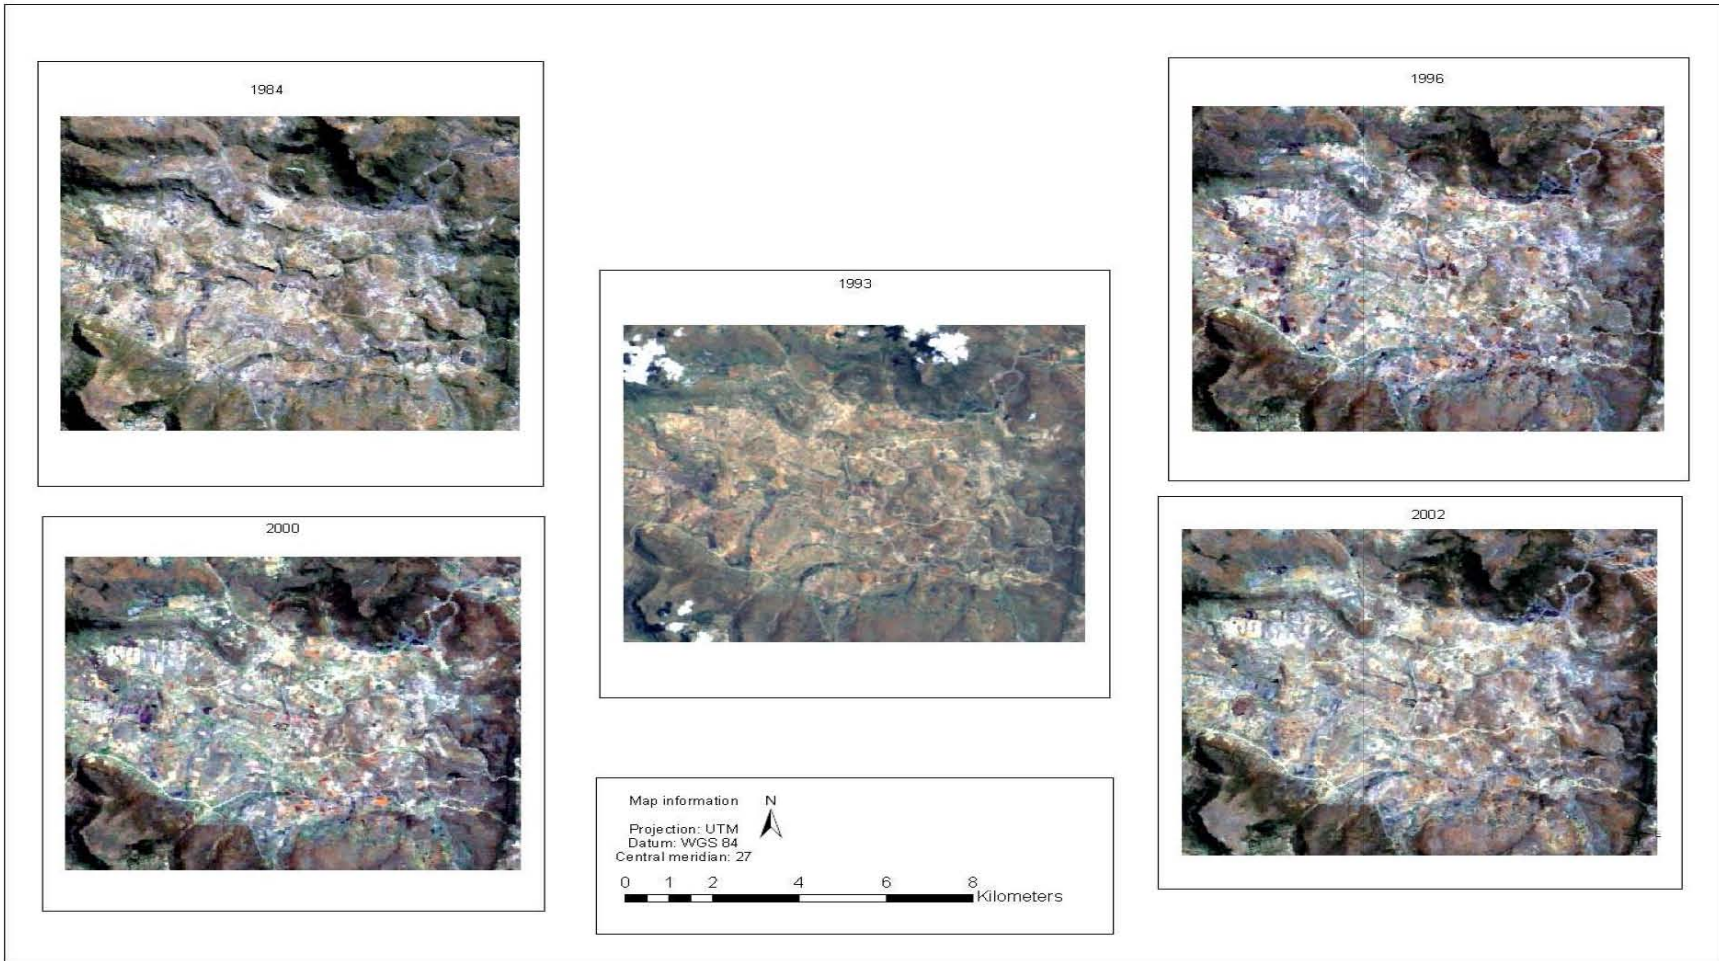 1984
1996
1993
2000
2002
Map information N
Projection: UTM
Datum: WGS 84
Central meridian: 27
0 1 2 4 6 8
Kilometers